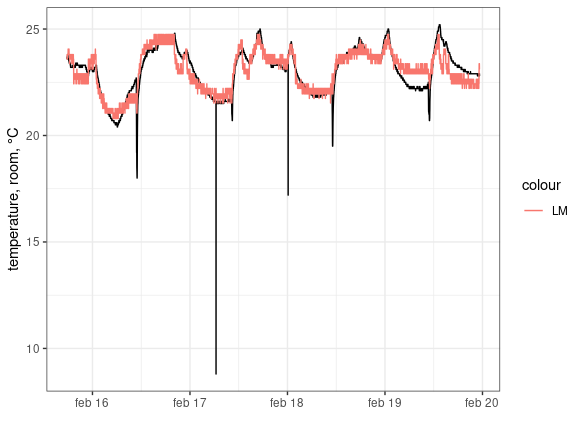 25
20
15
10
temperature, room, °C
feb 16
feb 17
feb 18
feb 19
feb 20
colour
LM